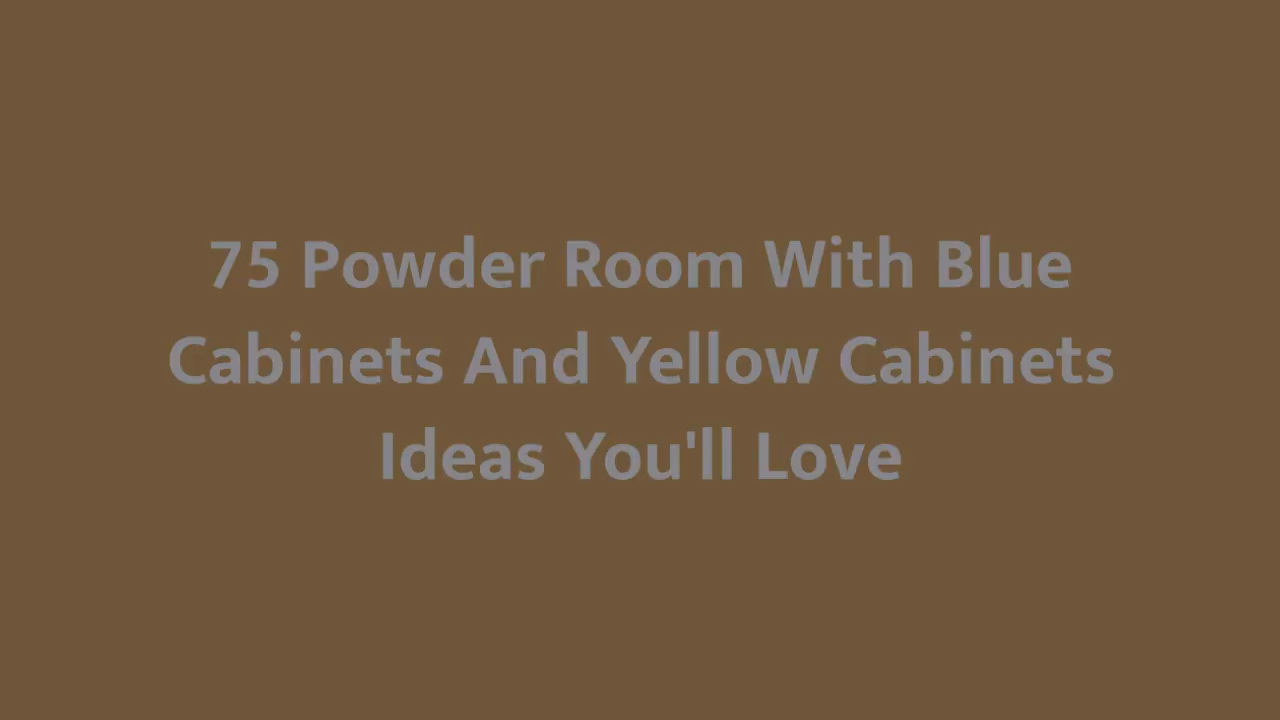 75 Powder Room With Blue
Cabinets And Yellow Cabinets
Ideas You'll Love